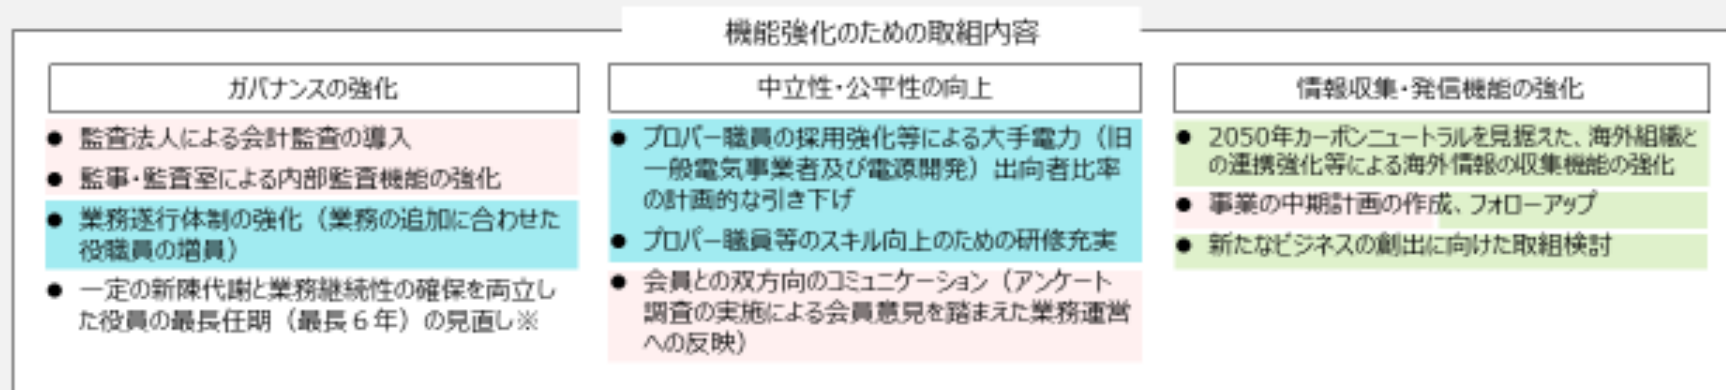 機能強化のための取組内容
ガバナンスの強化
● 監査法人による会計監査の導入
● 監事・監査室による内部監査機能の強化
● 業務遂行体制の強化（業務の追加に合わせた
役職員の増員）
● 一定の新陳代謝と業務継続性の確保を両立し
た役員の最長任期（最長６年）の見直し※
中立性・公平性の向上
● プロパー職員の採用強化等による大手電力（旧
一般電気事業者及び電源開発）出向者比率
の計画的な引き下げ
● プロパー職員等のスキル向上のための研修充実
● 会員との双方向のコミュニケーション（アンケート
調査の実施による会員意見を踏まえた業務運営
への反映）
情報収集・発信機能の強化
● 2050年カーボンニュートラルを見据えた、海外組織と
の連携強化等による海外情報の収集機能の強化
● 事業の中期計画の作成、フォローアップ
● 新たなビジネスの創出に向けた取組検討